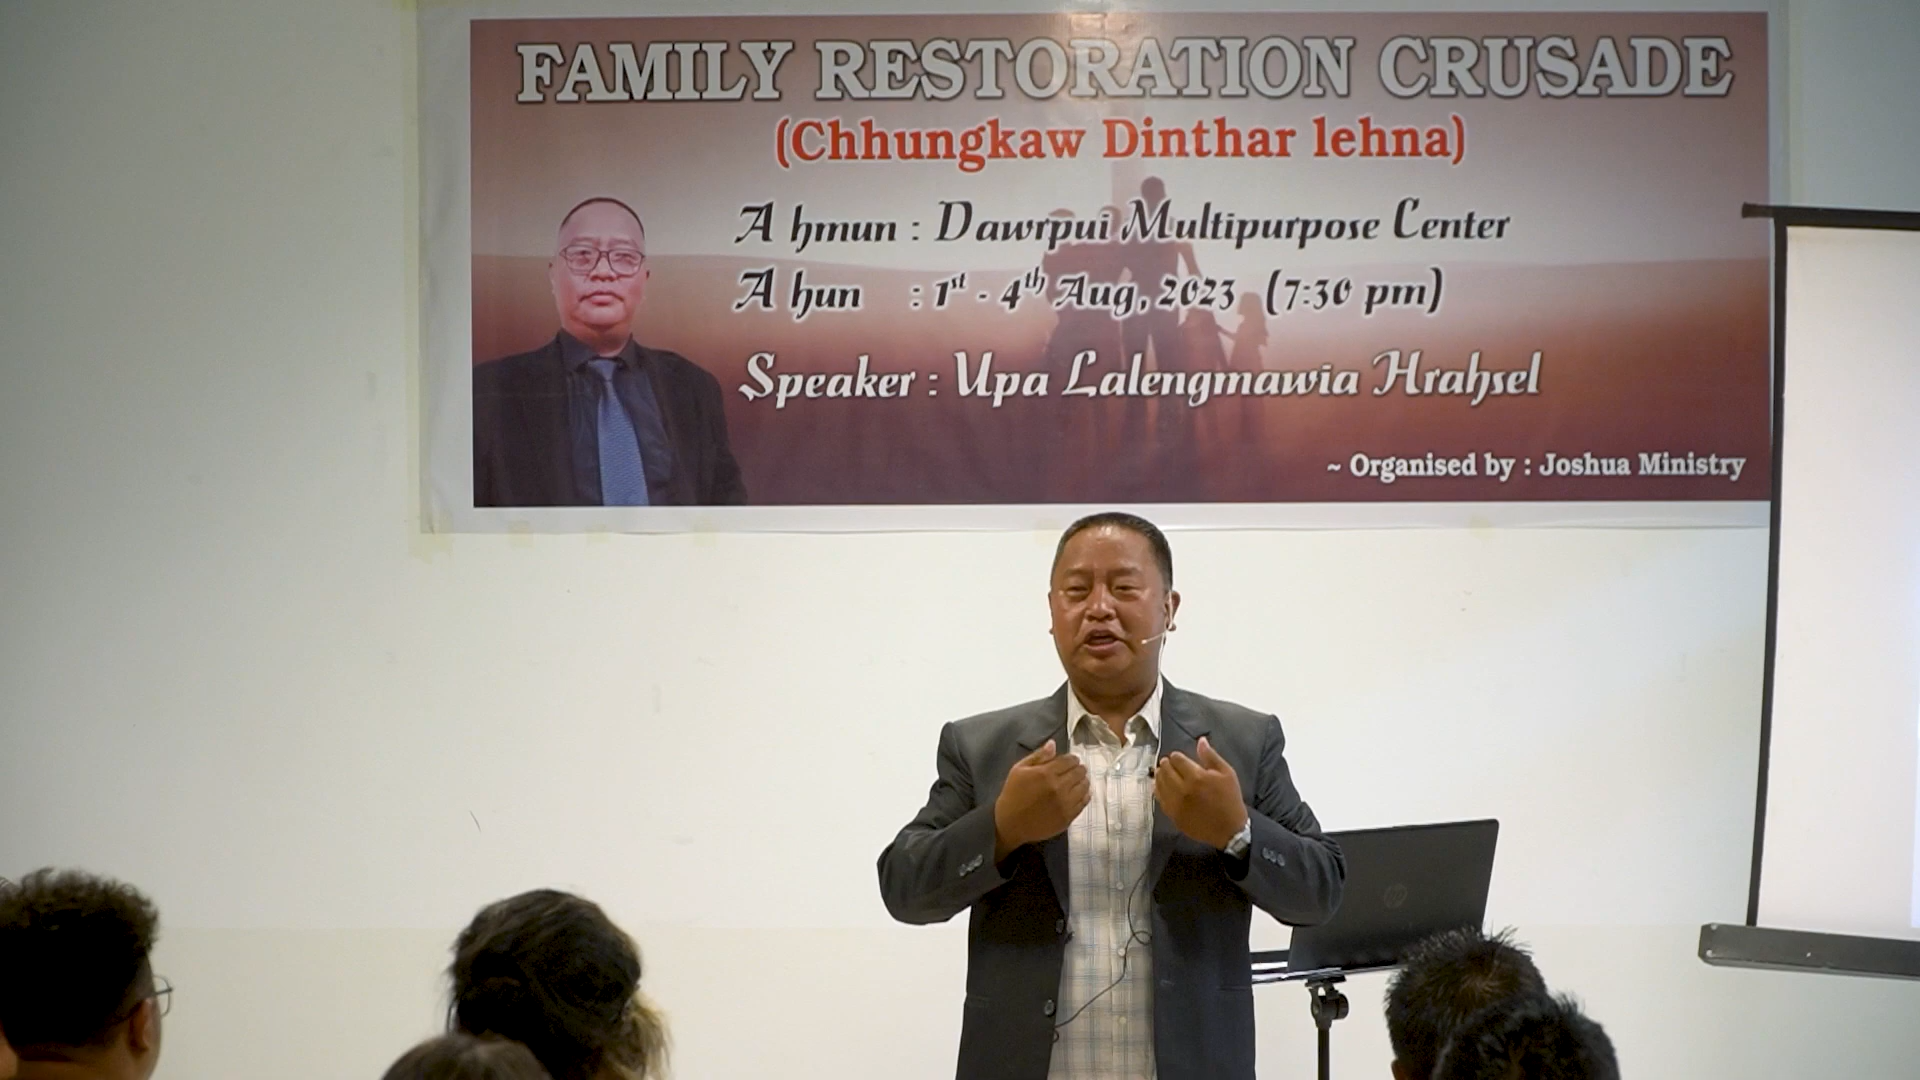 FAMILY RESTORATION CRUSADE
(Chhungkaw Dinthar lehna)
A hmun : Dawrpui Multipurpose Center
A hun : 1st - 4th Aug, 2023 (7:30 pm)
Speaker : Upa Lalengmawia Hrahsel
~ Organised by : Joshua Ministry
hp